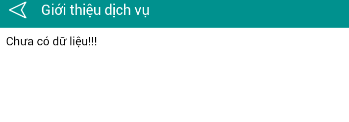 Giới thiệu dịch vụ
Chưa có dữ liệu!!!